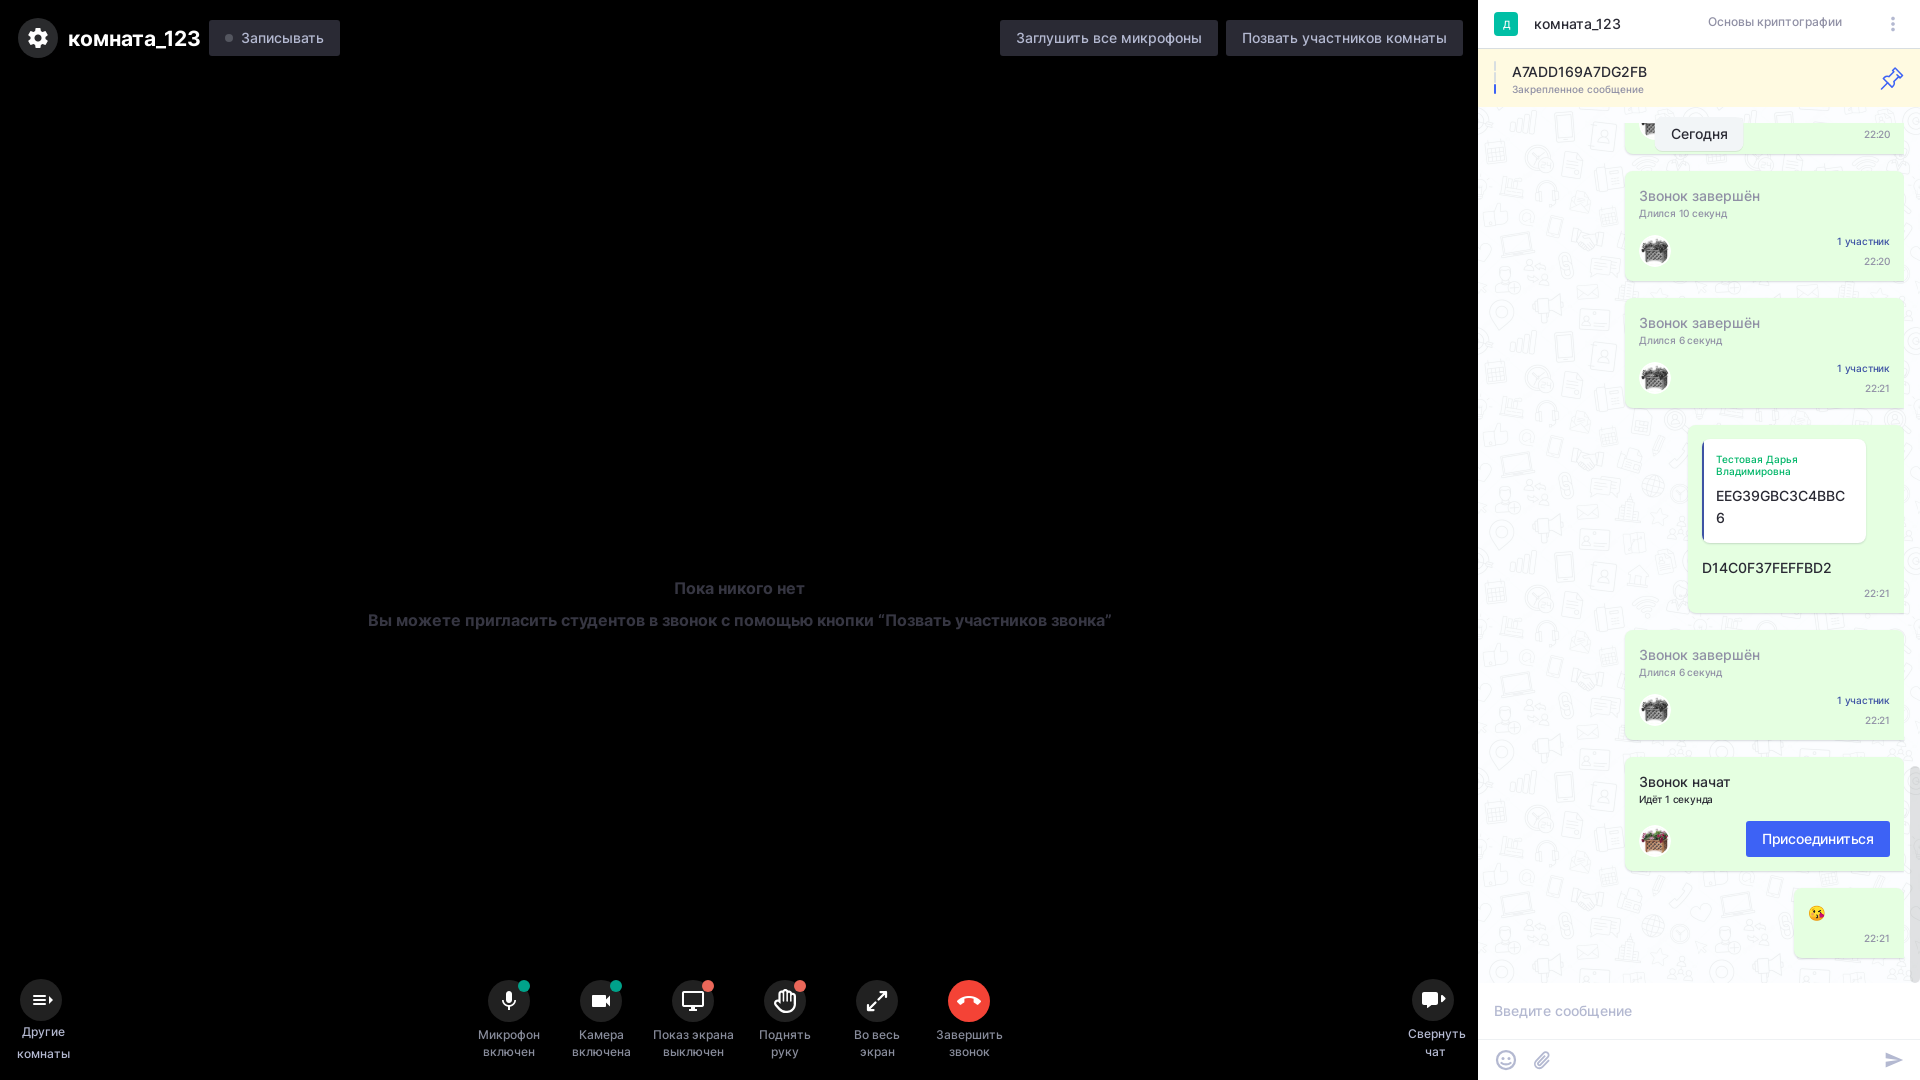 комната_123
Записывать
Заглушить все микрофоны
Позвать участников комнаты
Пока никого нет
Вы можете пригласить студентов в звонок с помощью кнопки “Позвать участников звонка”
Другие
комнаты
Микрофон
включен
Камера
включена
Показ экрана
выключен
Поднять
руку
Во весь
экран
Завершить
звонок
Свернуть
чат
Д
комната_123
Основы криптографии
A7ADD169A7DG2FB
Закрепленное сообщение
Сегодня
22:20
Звонок завершён
Длился 10 секунд
1 участник
22:20
Звонок завершён
Длился 6 секунд
1 участник
22:21
Тестовая Дарья
Владимировна
EEG39GBC3C4BBC
6
D14C0F37FEFFBD2
22:21
Звонок завершён
Длился 6 секунд
1 участник
22:21
Звонок начат
Идёт 1 секунда
Присоединиться
22:21
Введите сообщение